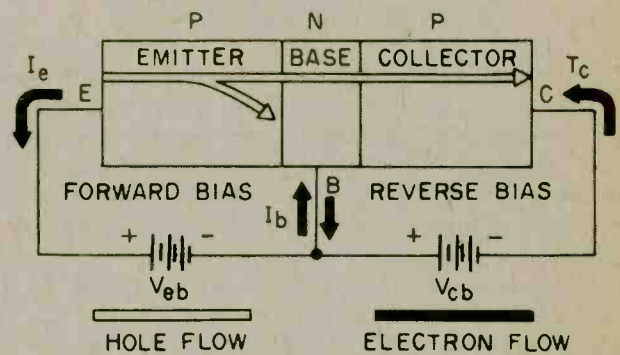 P N P
EMITTER BASE COLLECTOR
Ie E C Tc
FORWARD BIAS Ib B REVERSE BIAS
+ - + -
Veb Vcb
HOLE FLOW ELECTRON FLOW